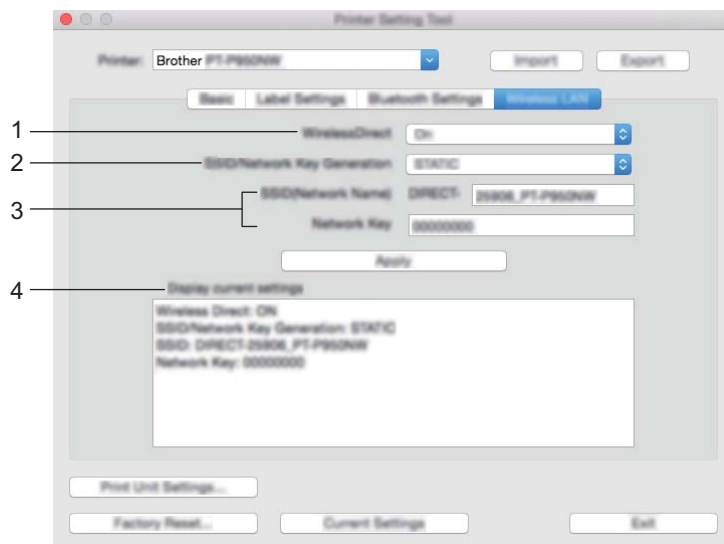 Printer Setting Tool
Printer: Brother PT-P950NW Import Export
Basic Label Settings Bluetooth Settings Wireless LAN
1 WirelessDirect On
2 SSID/Network Key Generation STATIC
3 SSID(Network Name) DIRECT- 25806_PT-P950NW
Network Key 00000000
Apply
4 Display current settings
Wireless Direct: ON
SSID/Network Key Generation: STATIC
SSID: DIRECT-25806_PT-P950NW
Network Key: 00000000
Print Unit Settings...
Factory Reset... Current Settings Exit